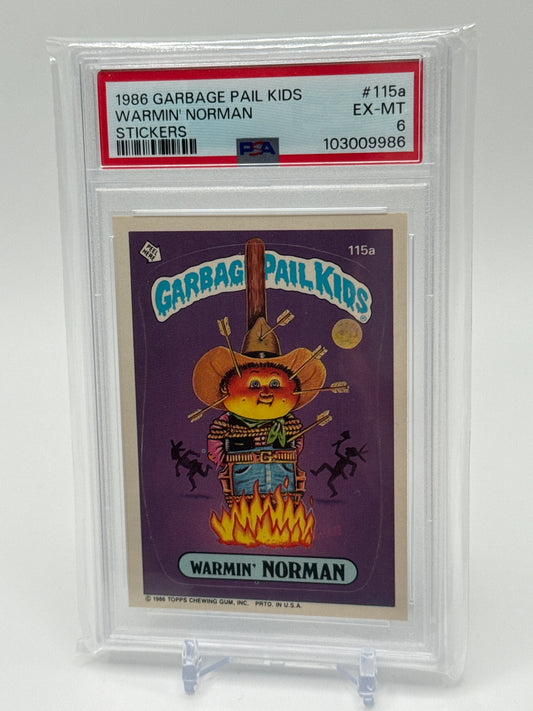 1986 GARBAGE PAIL KIDS #115a
WARMIN' NORMAN EX-MT
STICKERS 6
PSA 103009986
115a
GARBAGE PAIL KIDS
WARMIN' NORMAN
© 1986 TOPPS CHEWING GUM, INC. PRTD. IN U.S.A.